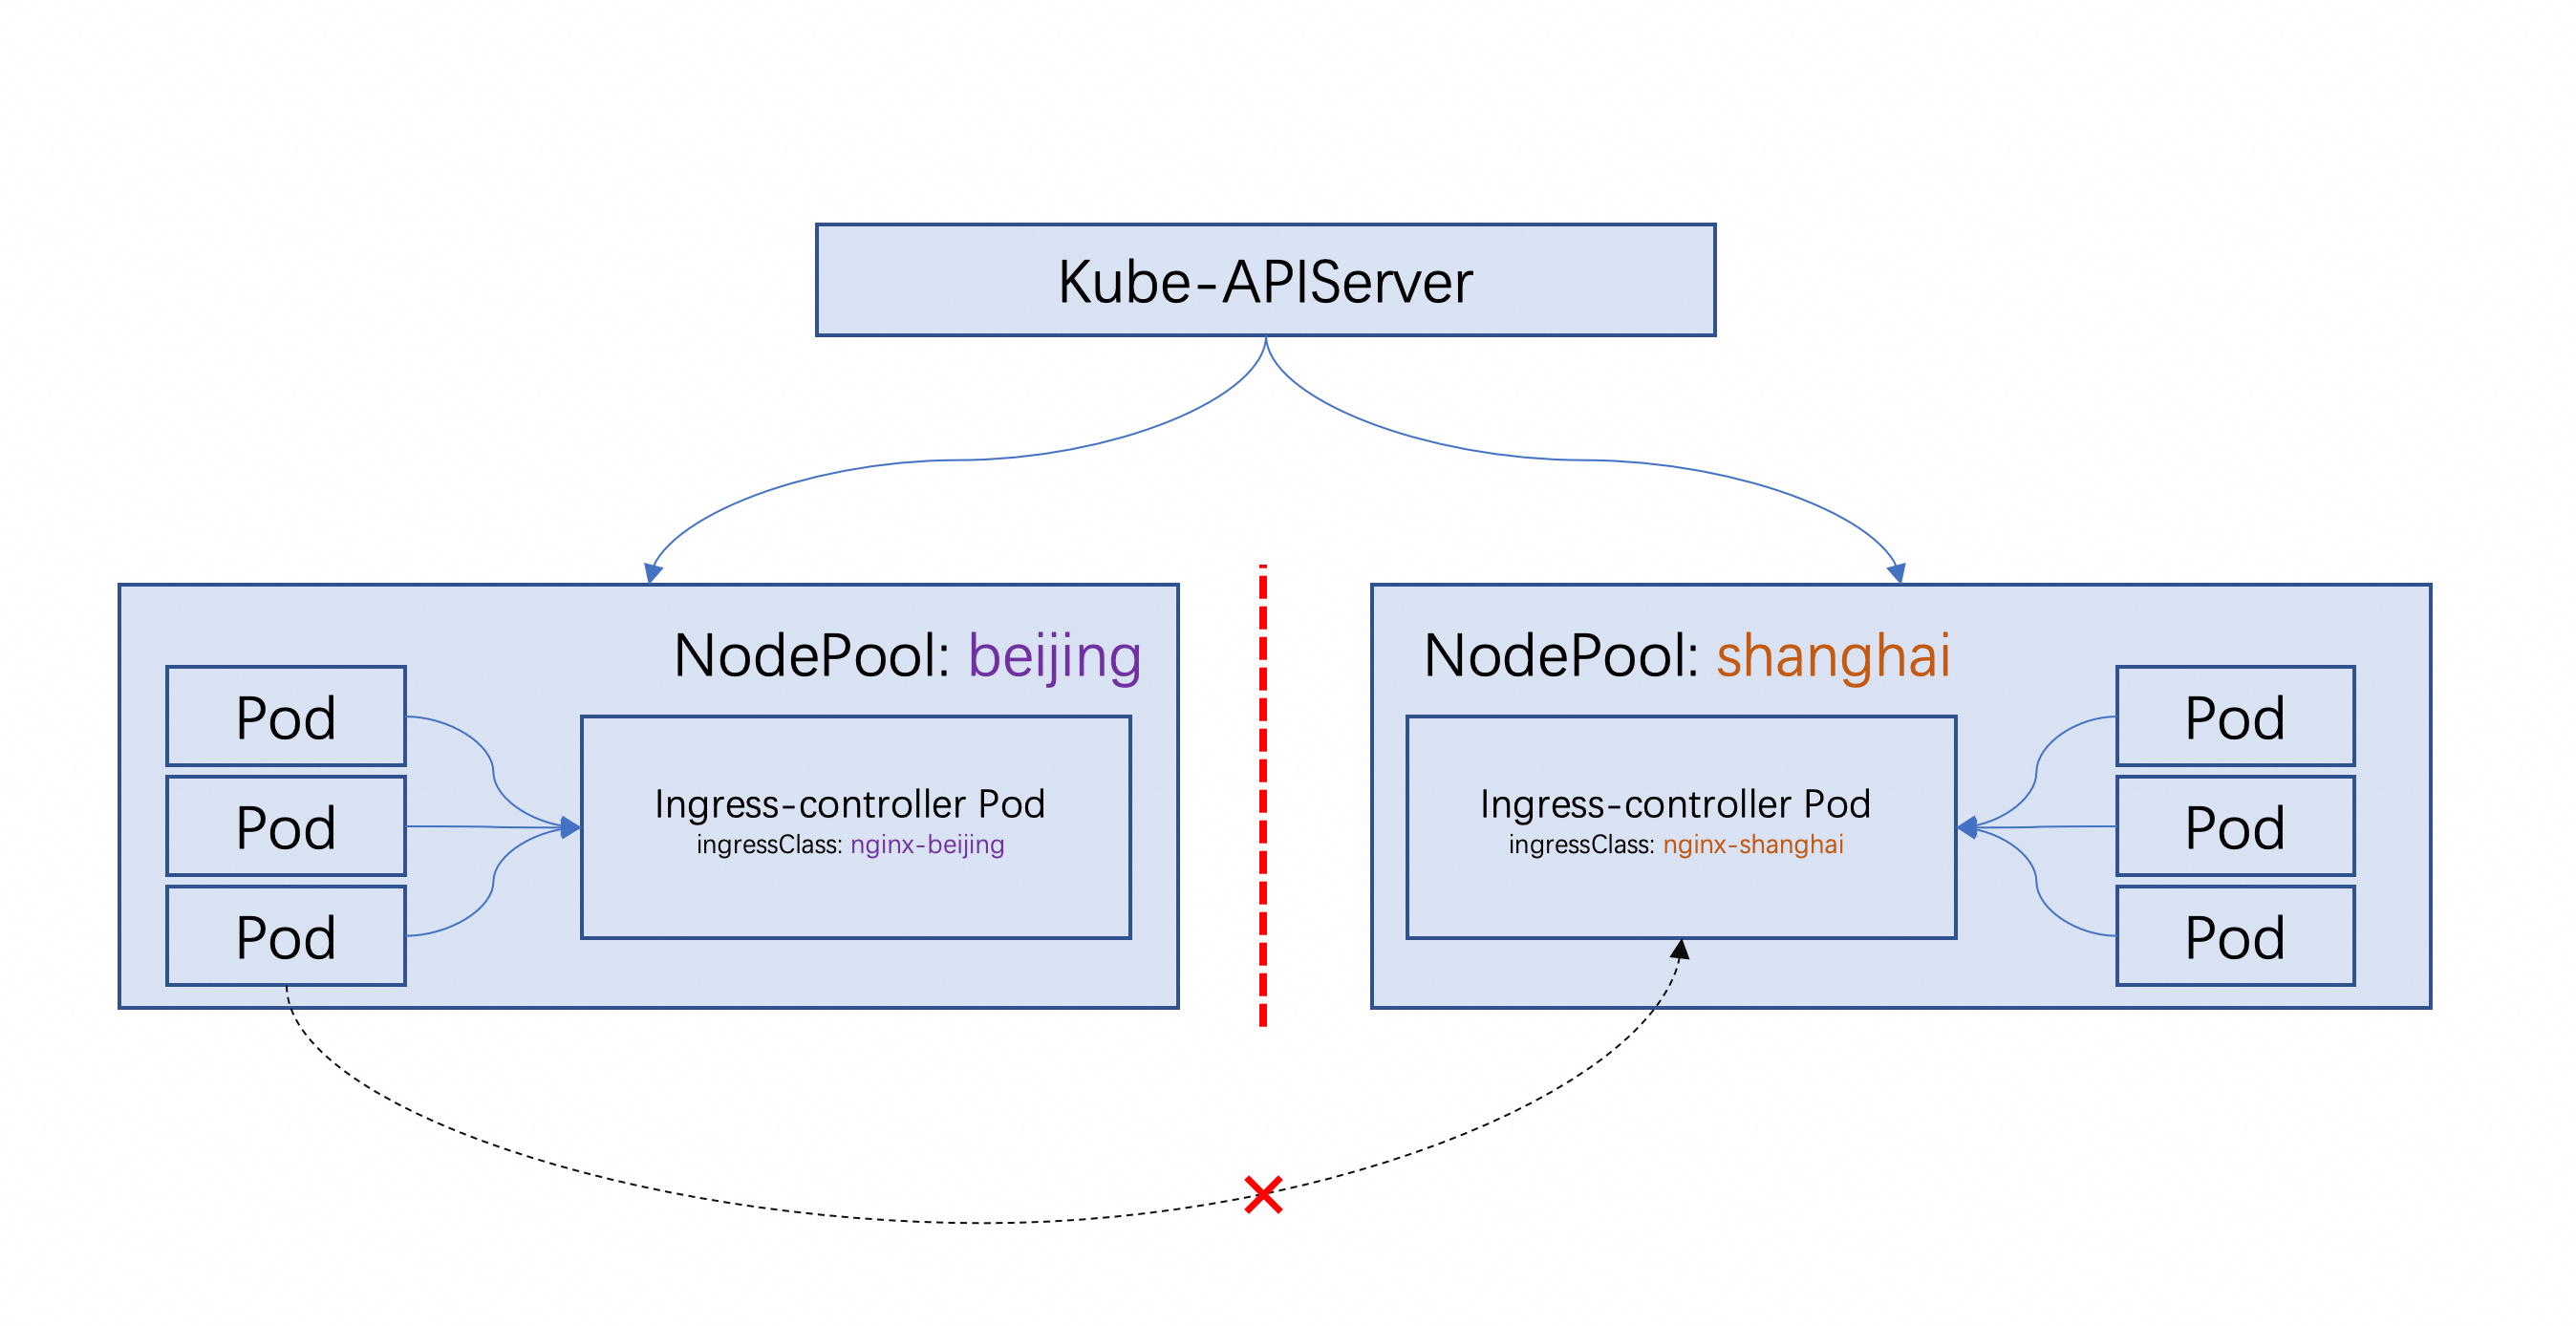 Kube-APIServer
NodePool: beijing
Pod
Pod
Pod
Ingress-controller Pod
ingressClass: nginx-beijing
NodePool: shanghai
Ingress-controller Pod
ingressClass: nginx-shanghai
Pod
Pod
Pod